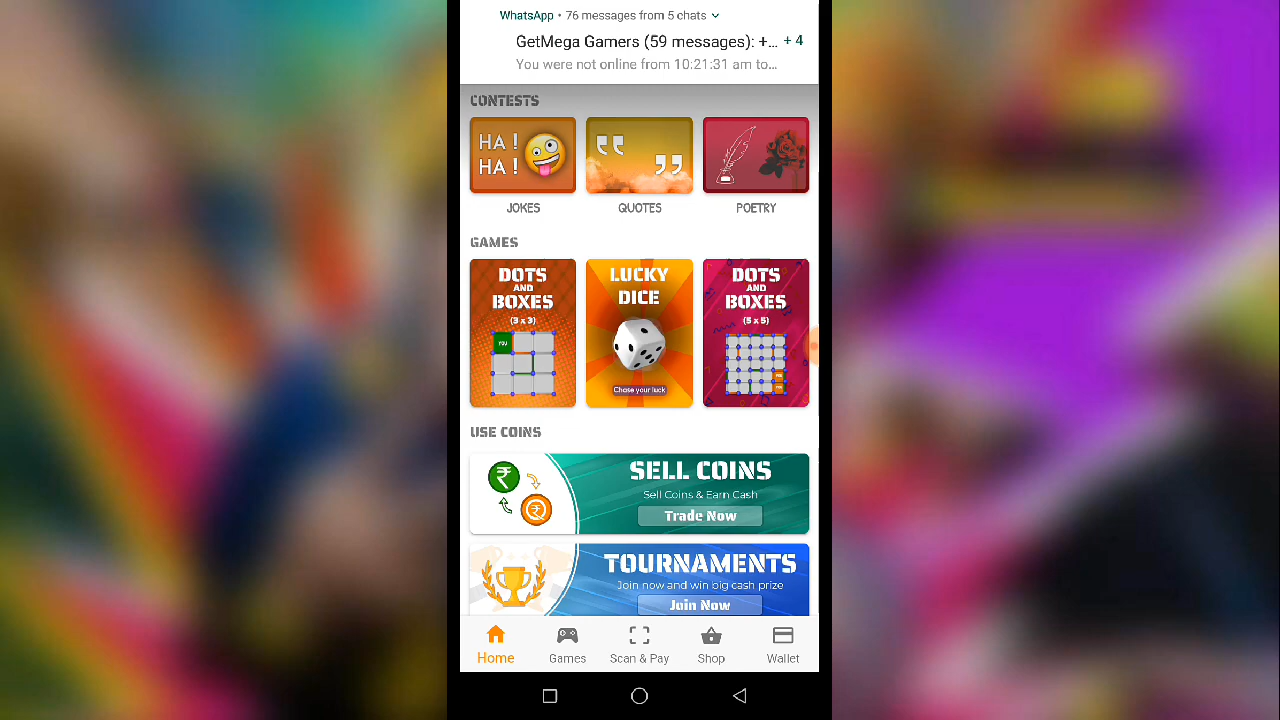 WhatsApp • 76 messages from 5 chats
GetMega Gamers (59 messages): +... + 4
You were not online from 10:21:31 am to...
CONTESTS
HA !
HA !
JOKES
QUOTES
POETRY
GAMES
DOTS
AND
BOXES
(3 x 3)
YOU
LUCKY
DICE
Chase your luck
DOTS
AND
BOXES
(5 x 5)
USE COINS
SELL COINS
Sell Coins & Earn Cash
Trade Now
TOURNAMENTS
Join now and win big cash prize
Join Now
Home
Games
Scan & Pay
Shop
Wallet